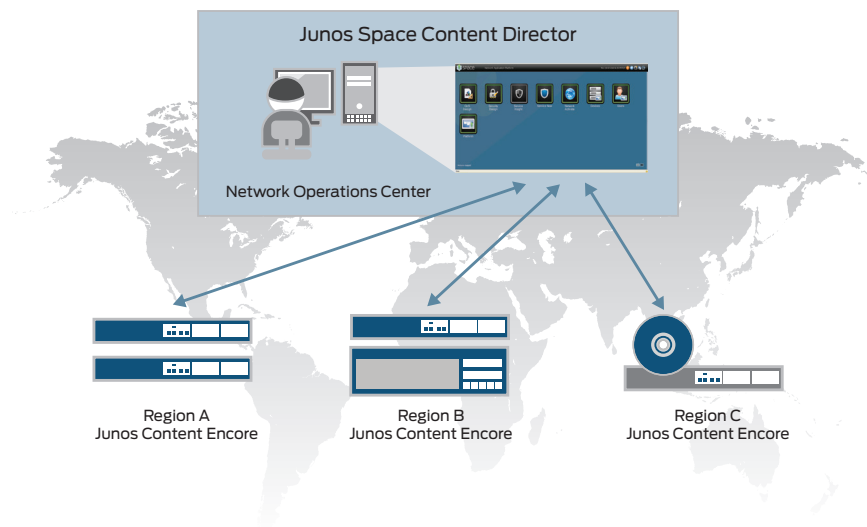 Junos Space Content Director
SPACE
Network Operations Center
Region A
Junos Content Encore
Region B
Junos Content Encore
Region C
Junos Content Encore